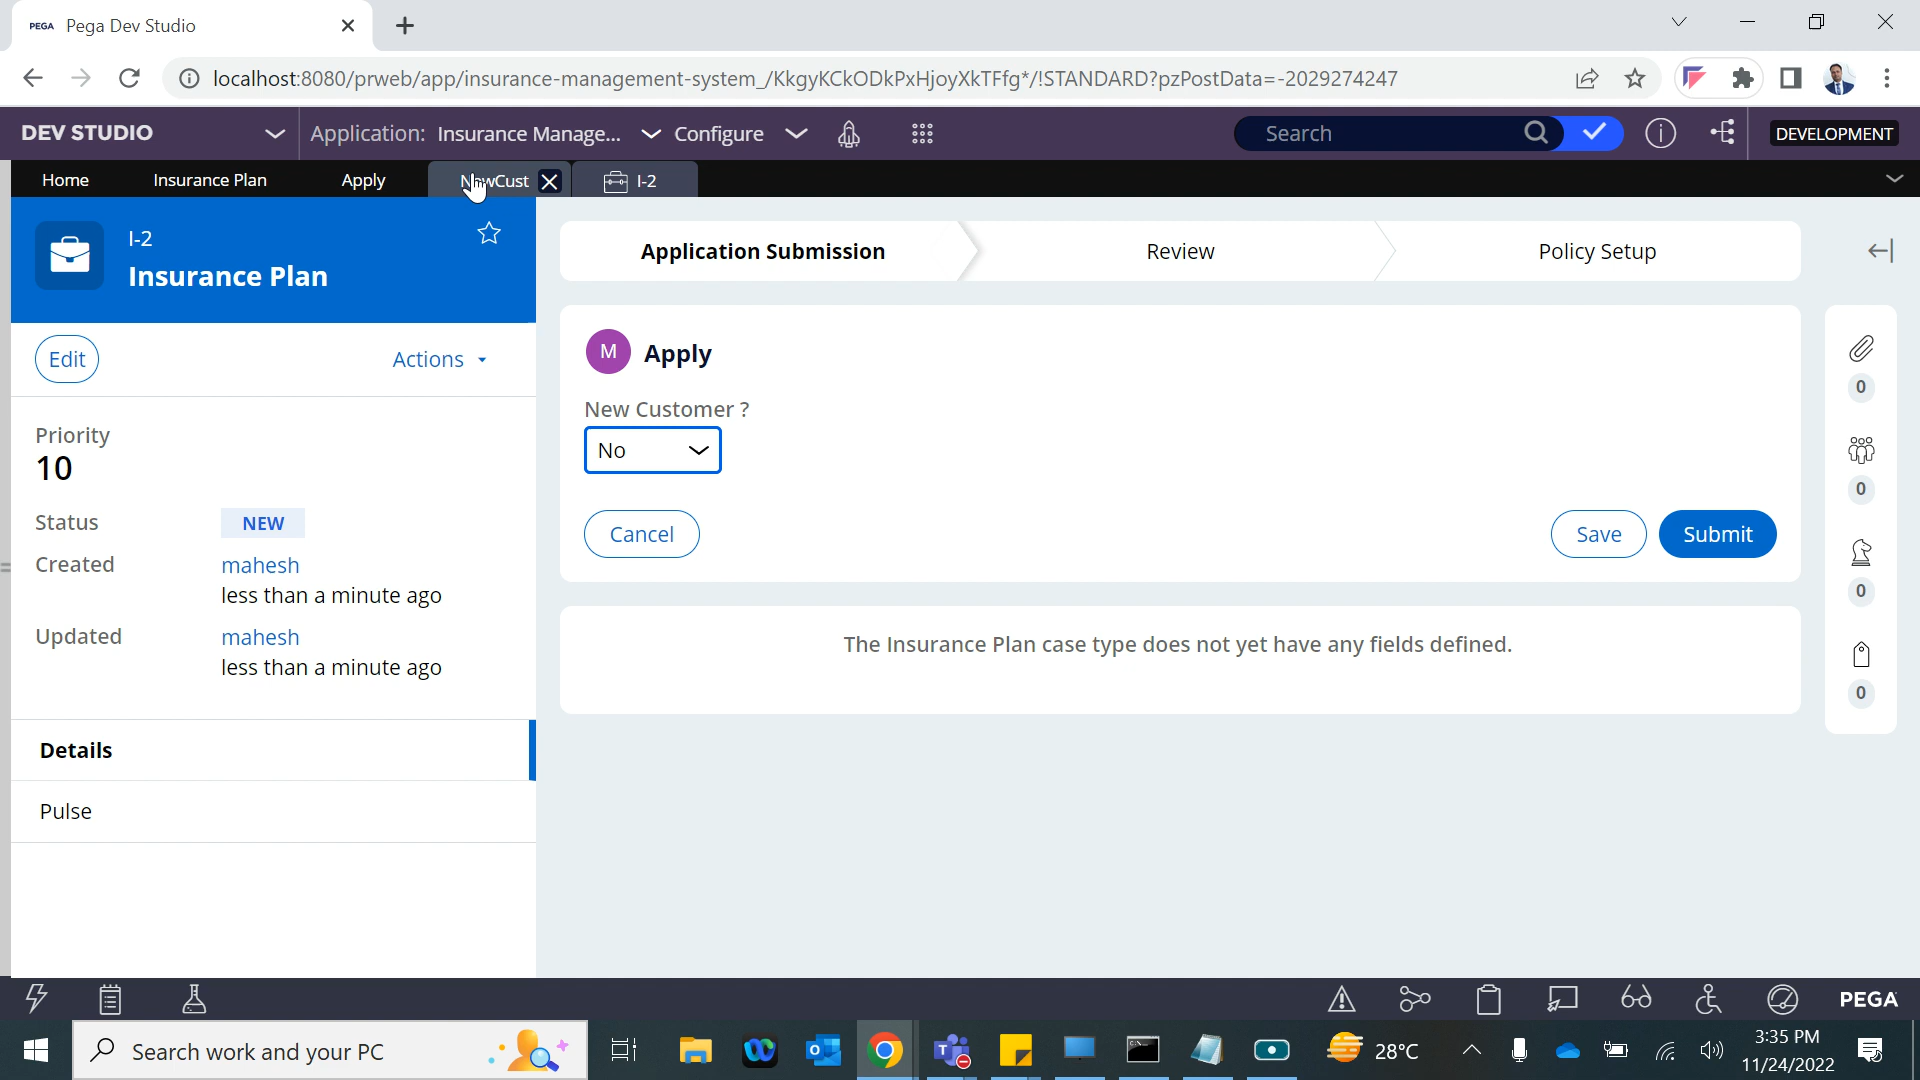 PEGA Pega Dev Studio
localhost:8080/prweb/app/insurance-management-system_/KkgyKCkODkPxHjoyXkTFfg*/!STANDARD?pzPostData=-2029274247
DEV STUDIO Application: Insurance Manage... Configure Search DEVELOPMENT
Home Insurance Plan Apply NewCust I-2
I-2
Insurance Plan
Application Submission Review Policy Setup
Edit Actions
M Apply
New Customer ?
No
Cancel Save Submit
Priority
10
Status NEW
Created mahesh
less than a minute ago
Updated mahesh
less than a minute ago
The Insurance Plan case type does not yet have any fields defined.
0
0
0
0
Details
Pulse
PEGA
Search work and your PC
28°C
3:35 PM
11/24/2022